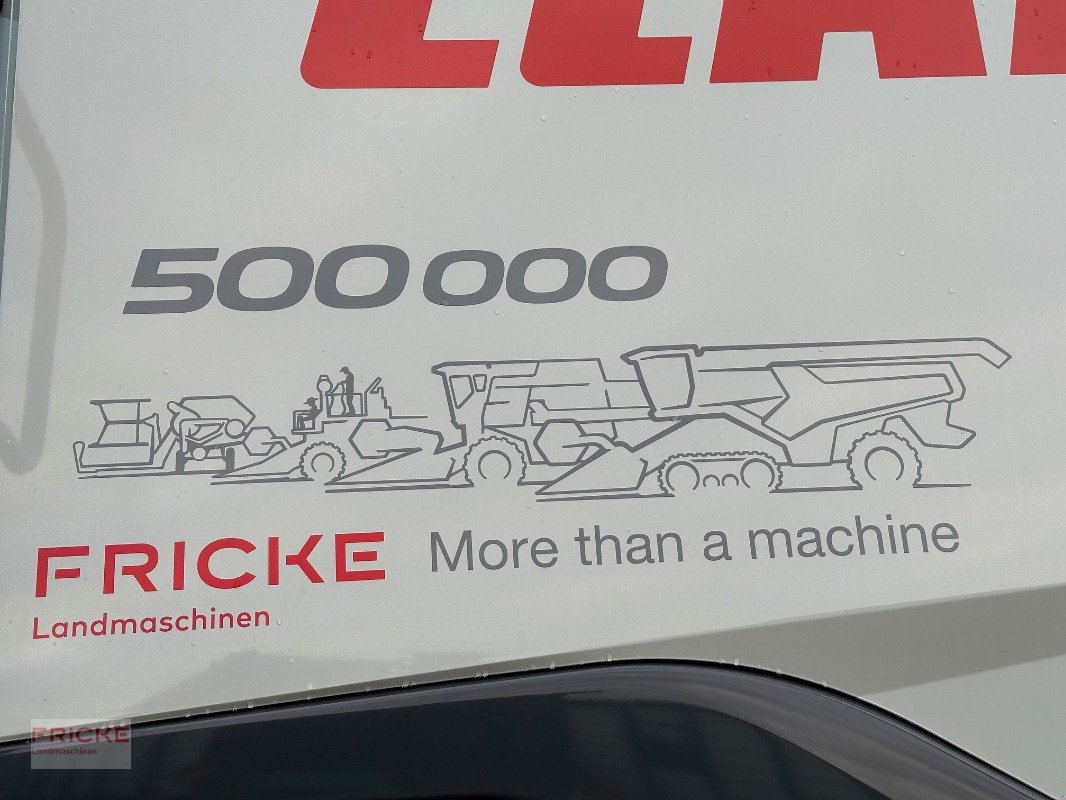 500 000
FRICKE
More than a machine
Landmaschinen
FRICKE
Landmaschinen